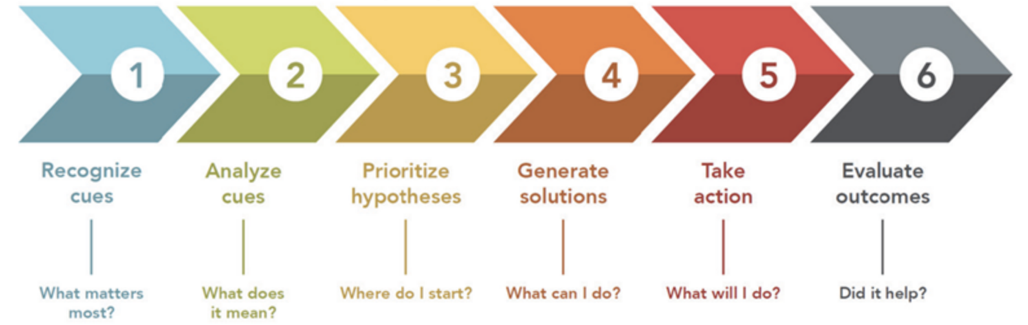 1
2
3
4
5
6
Recognize
cues
Analyze
cues
Prioritize
hypotheses
Generate
solutions
Take
action
Evaluate
outcomes
What matters
most?
What does
it mean?
Where do I start?
What can I do?
What will I do?
Did it help?